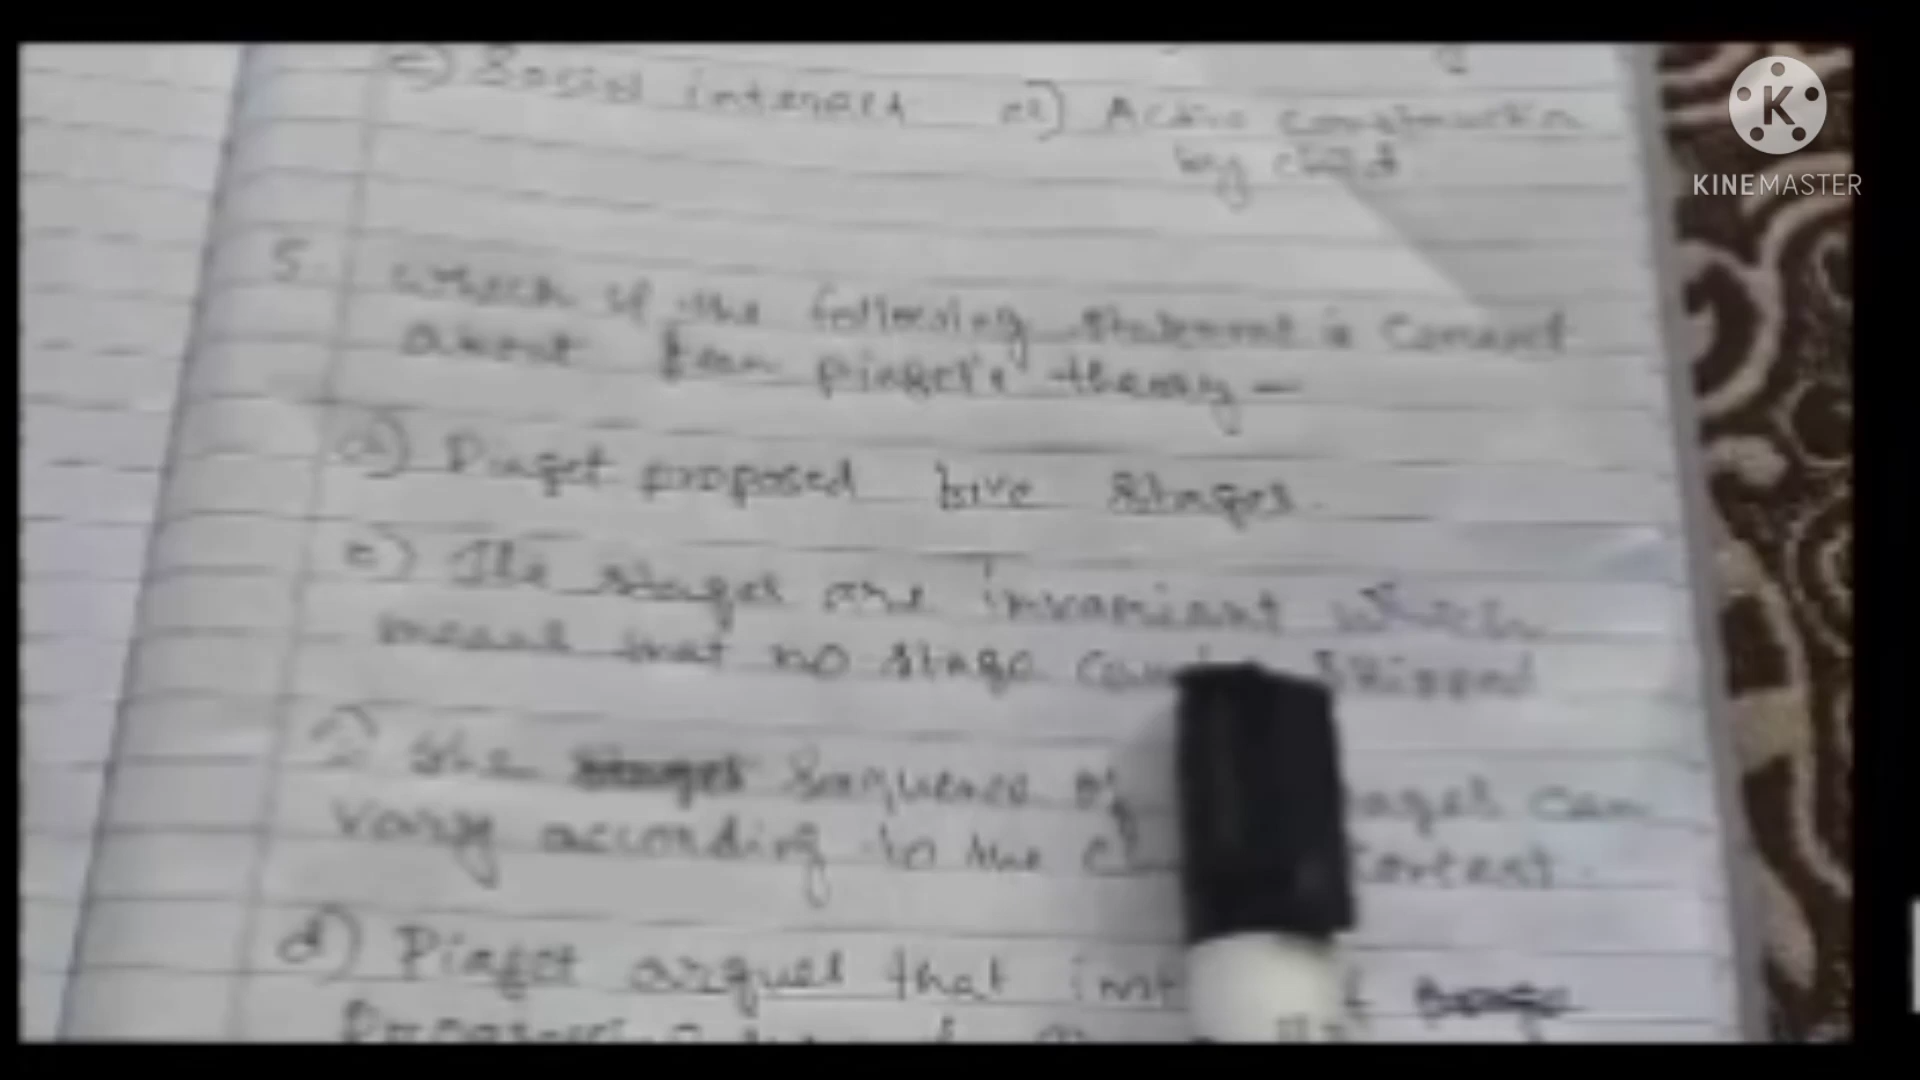 c) Social interact d) Active construction
by child
5. Which of the following statement is correct
about Jean piaget's theory —
a) Piaget proposed five stages.
c) The stages are invariant which
means that no stage can be skipped
The sequence of can
vary according to the context.
d) Piaget argues that
KINEMASTER